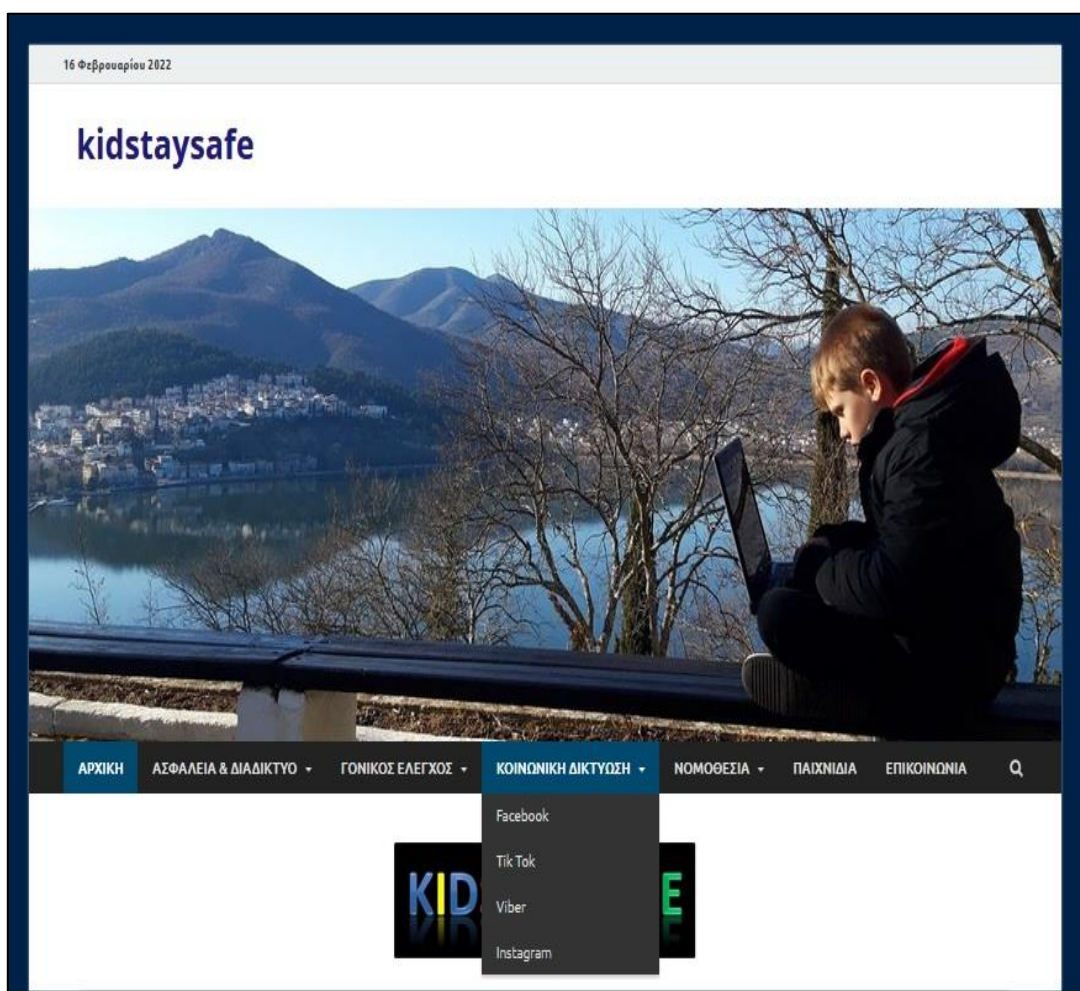 16 Φεβρουαρίου 2022
kidstaysafe
ΑΡΧΙΚΗ ΑΣΦΑΛΕΙΑ & ΔΙΑΔΙΚΤΥΟ ΓΟΝΙΚΟΣ ΕΛΕΓΧΟΣ ΚΟΙΝΩΝΙΚΗ ΔΙΚΤΥΩΣΗ ΝΟΜΟΘΕΣΙΑ ΠΑΙΧΝΙΔΙΑ ΕΠΙΚΟΙΝΩΝΙΑ
Facebook
Tik Tok
Viber
Instagram